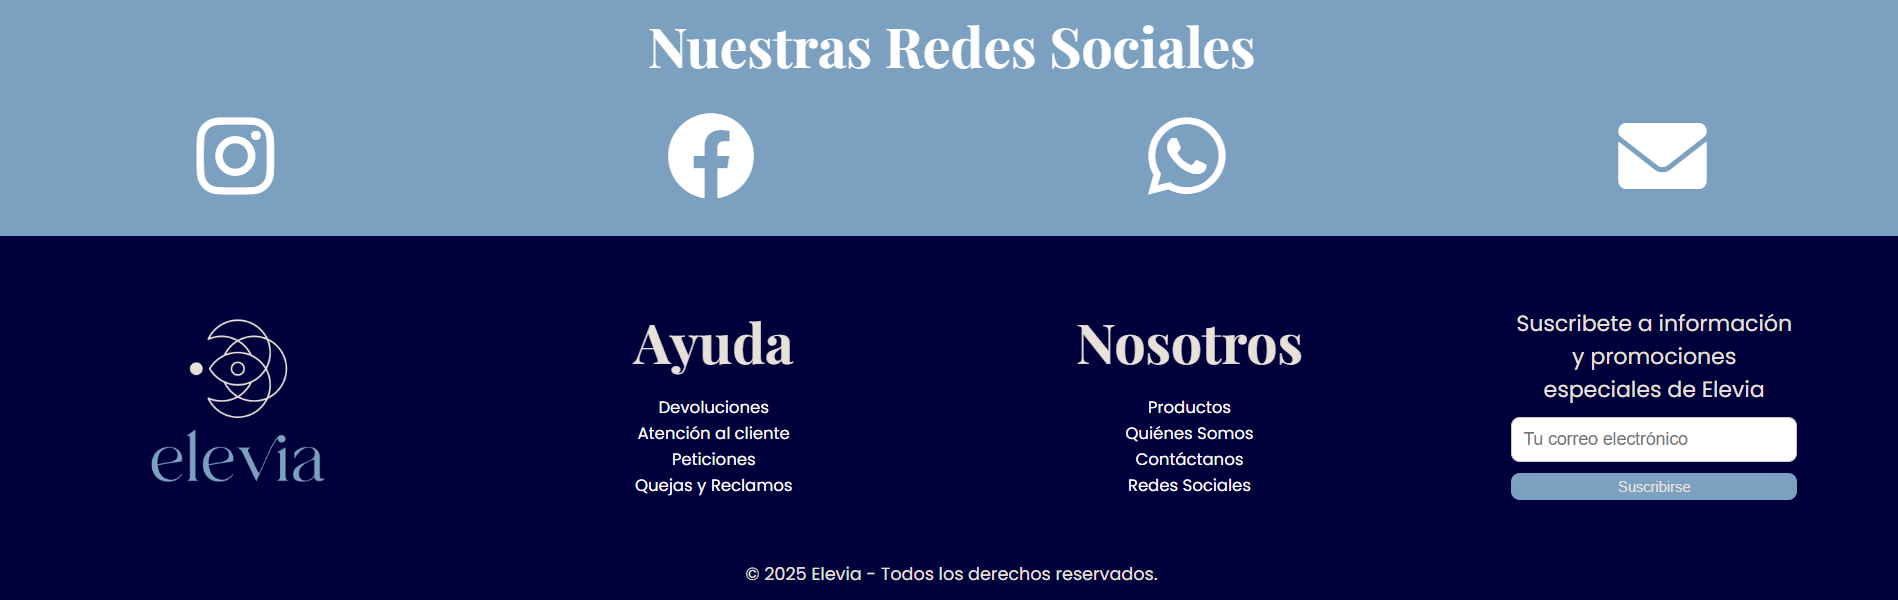 Nuestras Redes Sociales
elevia
Ayuda
Devoluciones
Atención al cliente
Peticiones
Quejas y Reclamos
Nosotros
Productos
Quiénes Somos
Contáctanos
Redes Sociales
Suscribete a información
y promociones
especiales de Elevia
Tu correo electrónico
Suscribirse
© 2025 Elevia - Todos los derechos reservados.